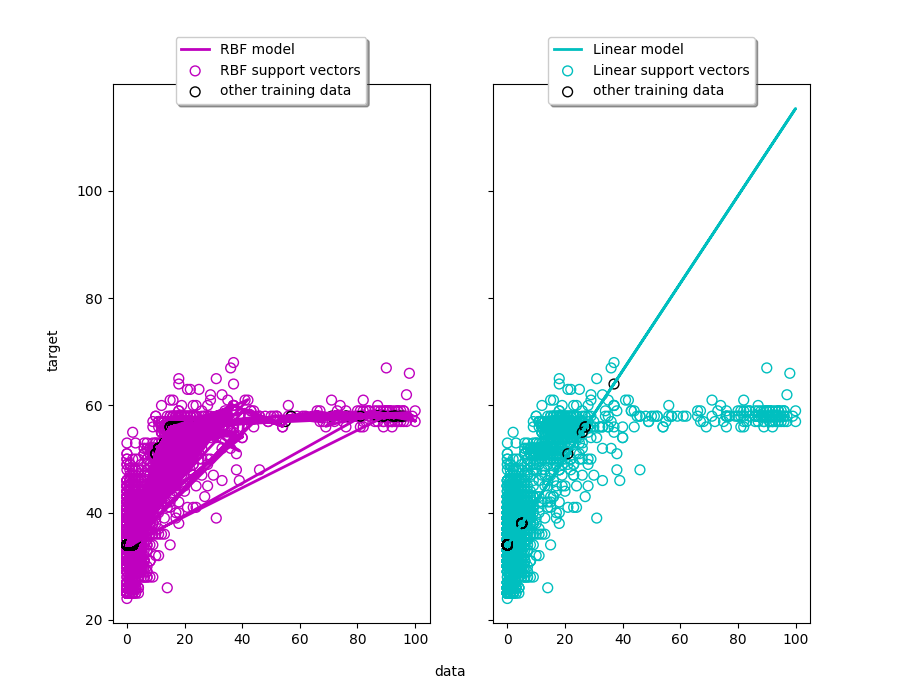 RBF model
RBF support vectors
other training data
Linear model
Linear support vectors
other training data
100
80
60
40
20
target
0 20 40 60 80 100
0 20 40 60 80 100
data